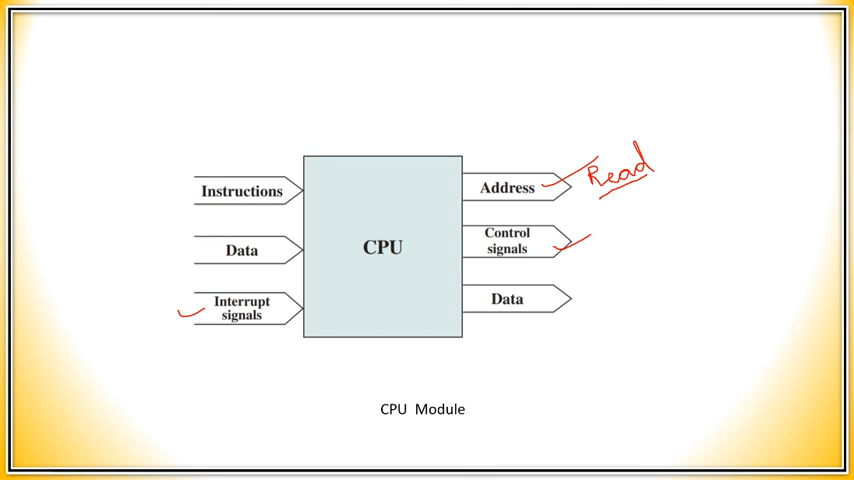 Instructions
Data
Interrupt
signals
CPU
Address
Read
Control
signals
Data
CPU Module